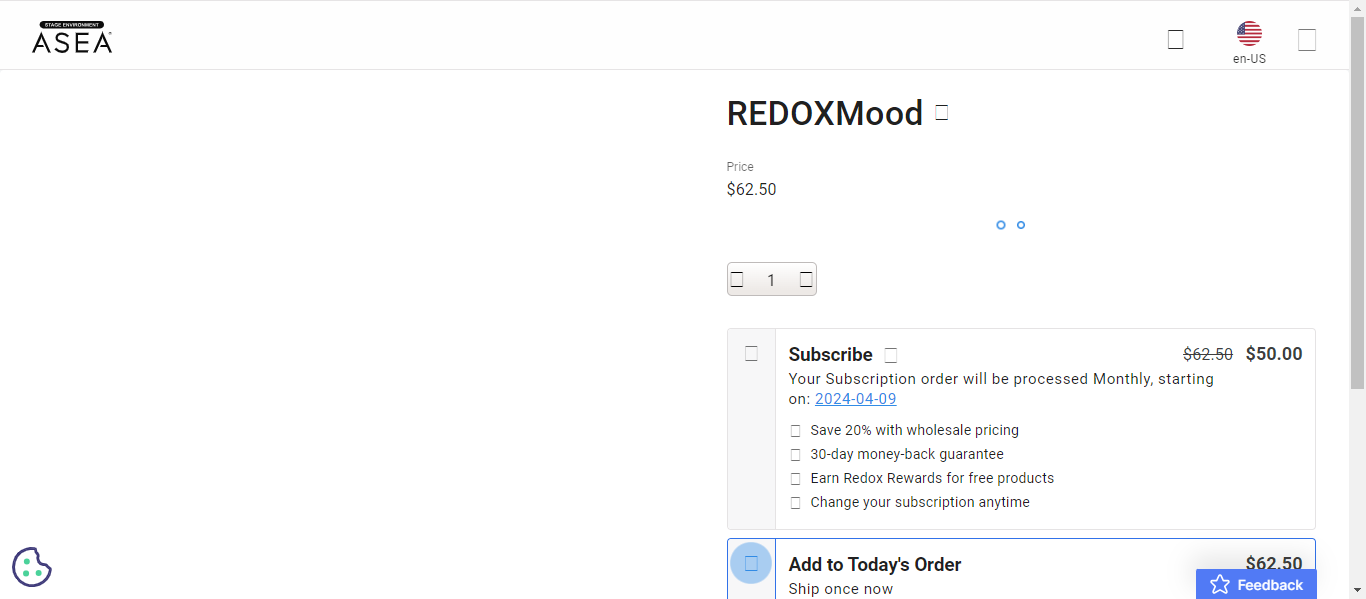 STAGE ENVIRONMENT
ASEA
en-US
REDOXMood
Price
$62.50
1
Subscribe
$62.50 $50.00
Your Subscription order will be processed Monthly, starting
on: 2024-04-09
Save 20% with wholesale pricing
30-day money-back guarantee
Earn Redox Rewards for free products
Change your subscription anytime
Add to Today's Order
$62.50
Ship once now
Feedback